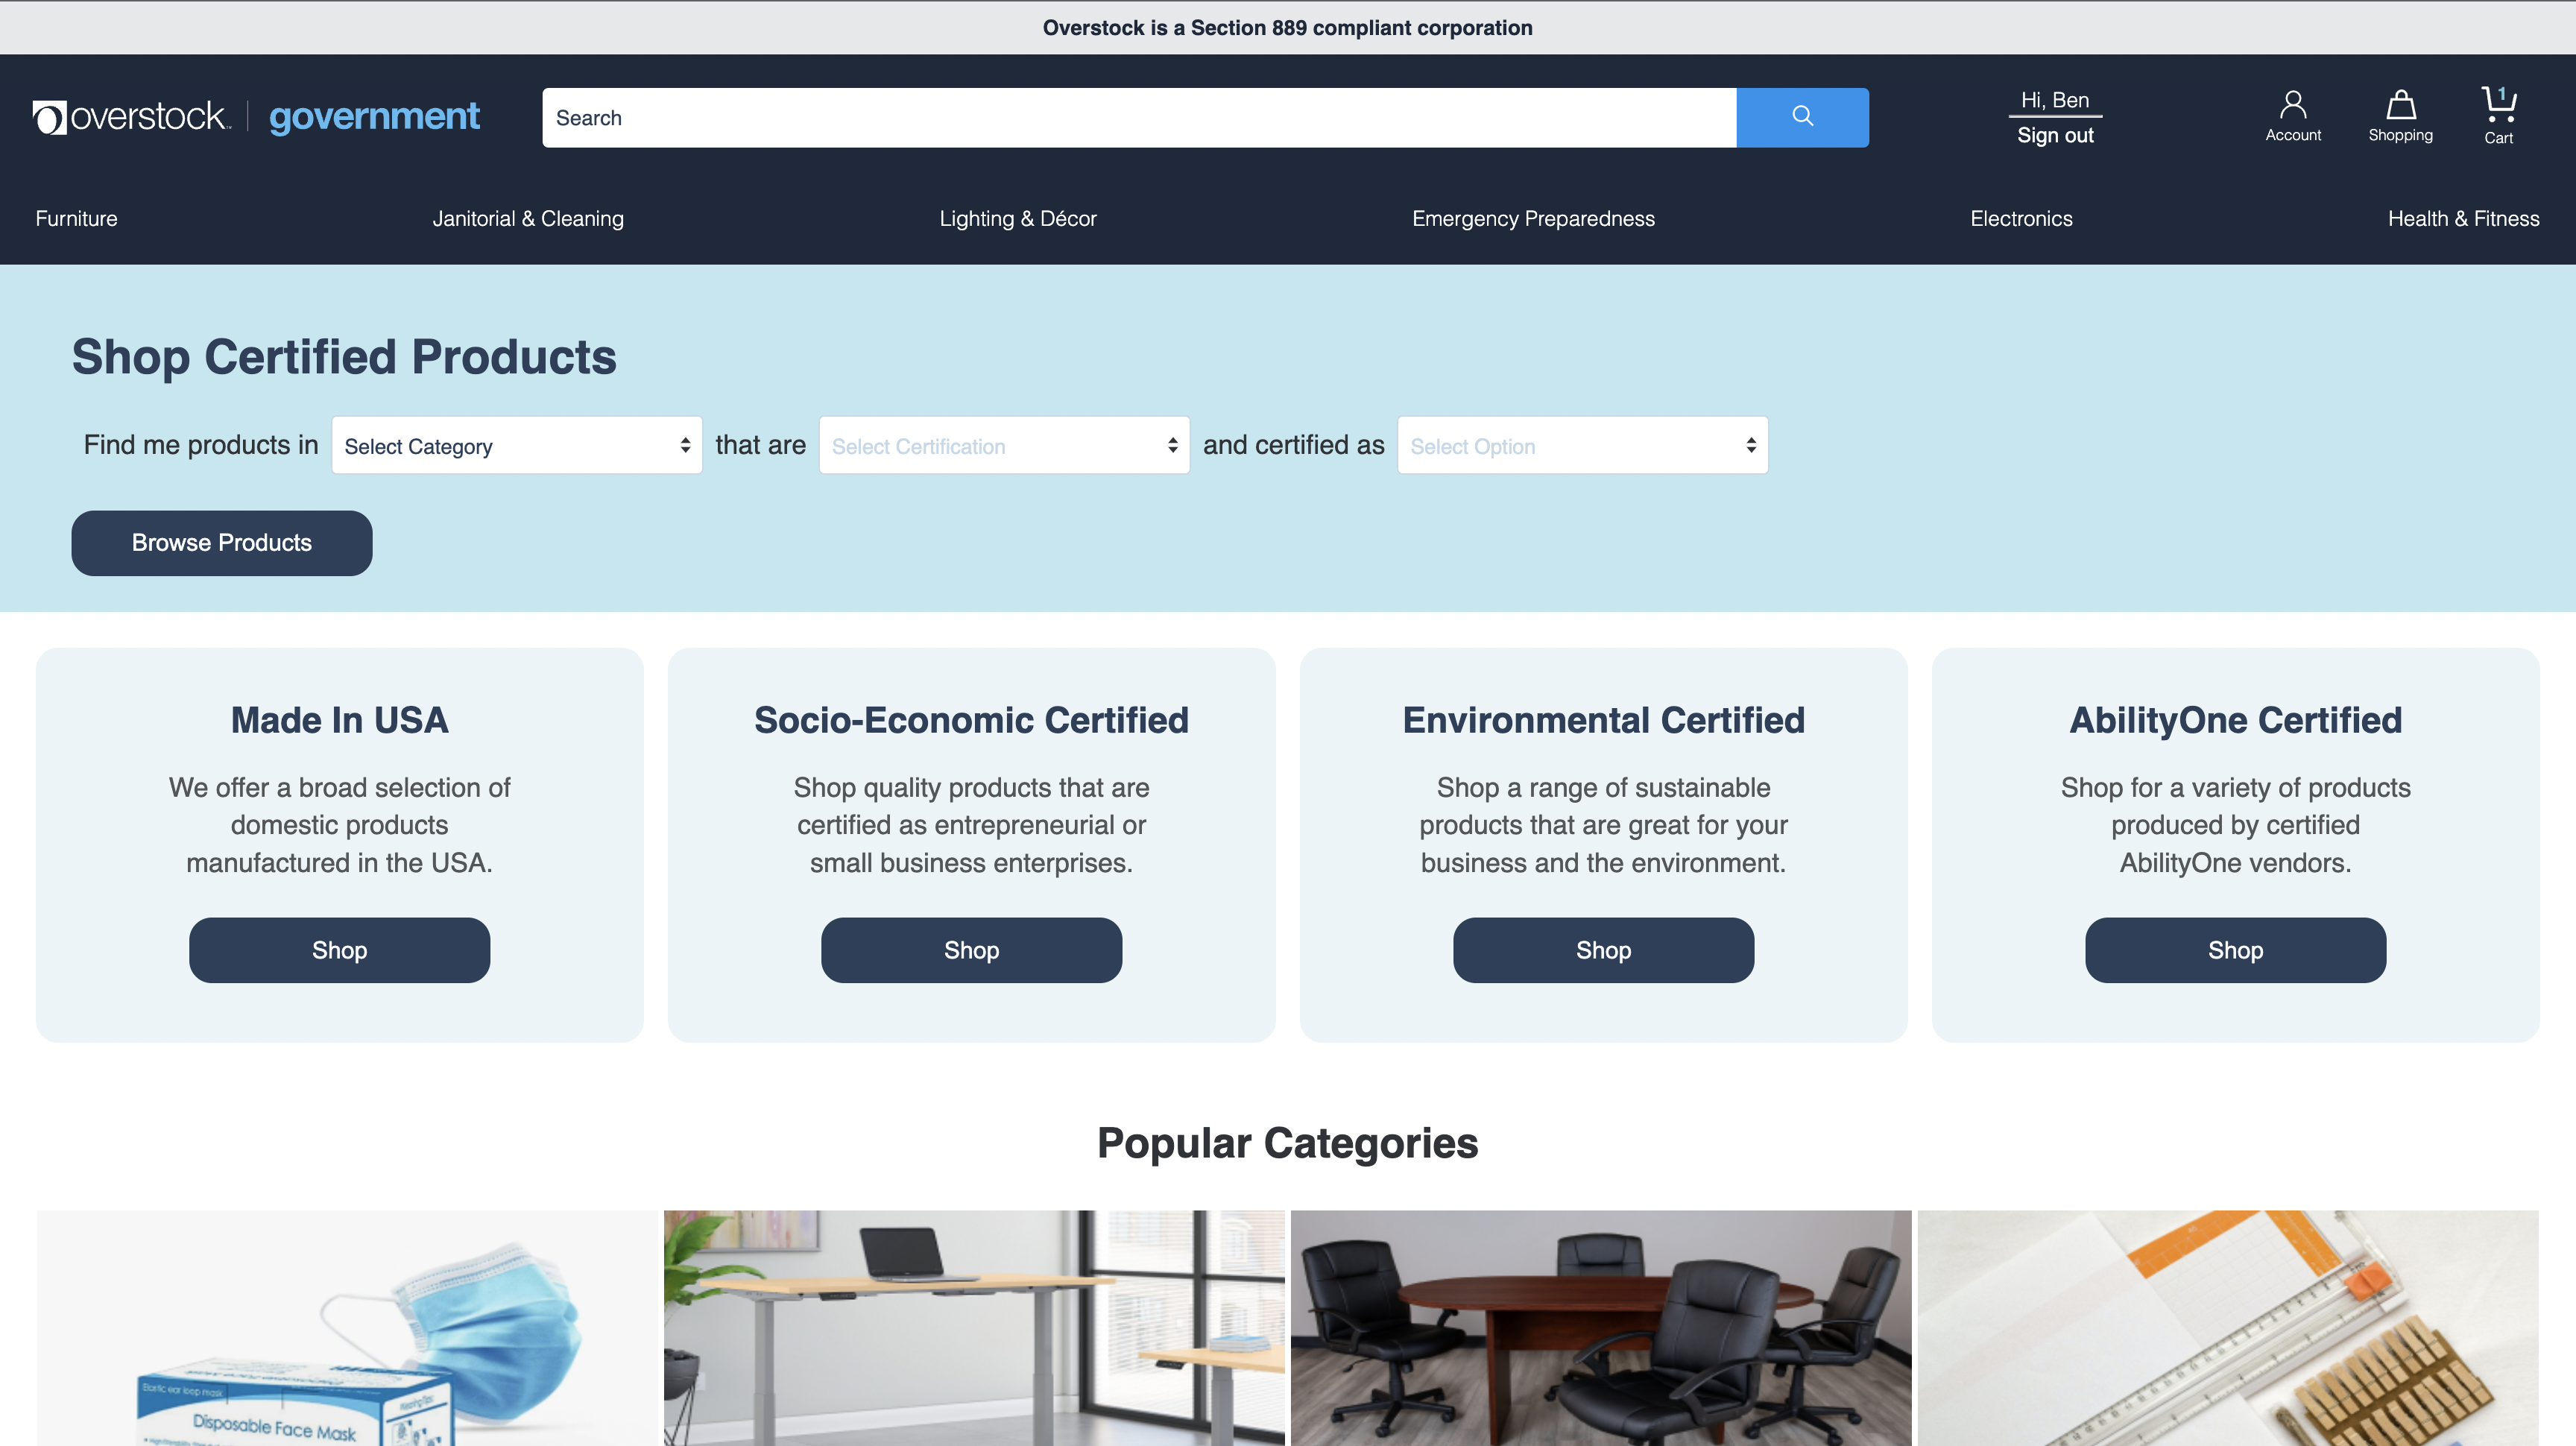 Overstock is a Section 889 compliant corporation
overstock™ | government
Search
Hi, Ben
Sign out
Account
Shopping
1
Cart
Furniture
Janitorial & Cleaning
Lighting & Décor
Emergency Preparedness
Electronics
Health & Fitness
Shop Certified Products
Find me products in Select Category that are Select Certification and certified as Select Option
Browse Products
Made In USA
We offer a broad selection of
domestic products
manufactured in the USA.
Shop
Socio-Economic Certified
Shop quality products that are
certified as entrepreneurial or
small business enterprises.
Shop
Environmental Certified
Shop a range of sustainable
products that are great for your
business and the environment.
Shop
AbilityOne Certified
Shop for a variety of products
produced by certified
AbilityOne vendors.
Shop
Popular Categories
Elastic ear loop mask
Disposable Face Mask